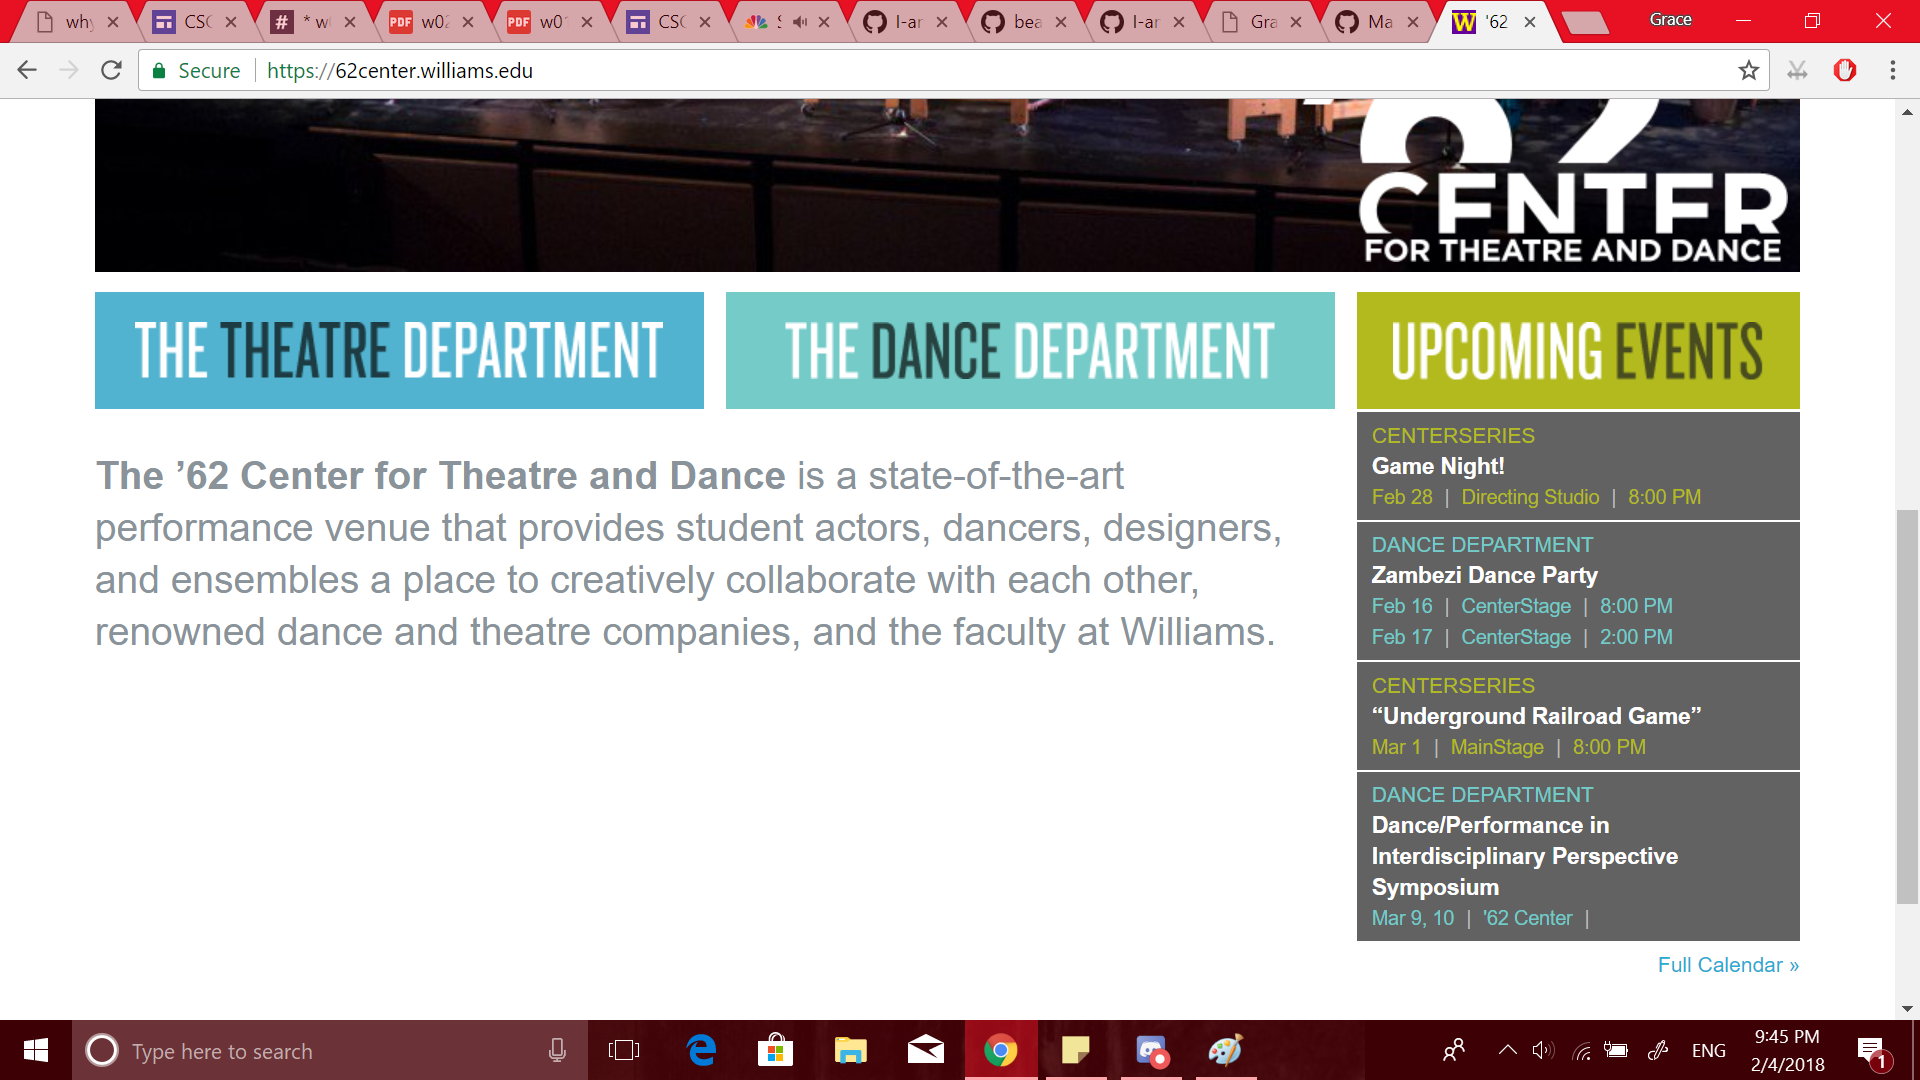 why
CSC
* w
PDF w02
PDF w0
CSC
I-ar
bea
I-ar
Gra
Ma
'62
Grace
Secure https://62center.williams.edu
CENTER
FOR THEATRE AND DANCE
THE THEATRE DEPARTMENT
THE DANCE DEPARTMENT
UPCOMING EVENTS
The ’62 Center for Theatre and Dance is a state-of-the-art
performance venue that provides student actors, dancers, designers,
and ensembles a place to creatively collaborate with each other,
renowned dance and theatre companies, and the faculty at Williams.
CENTERSERIES
Game Night!
Feb 28 | Directing Studio | 8:00 PM
DANCE DEPARTMENT
Zambezi Dance Party
Feb 16 | CenterStage | 8:00 PM
Feb 17 | CenterStage | 2:00 PM
CENTERSERIES
“Underground Railroad Game”
Mar 1 | MainStage | 8:00 PM
DANCE DEPARTMENT
Dance/Performance in
Interdisciplinary Perspective
Symposium
Mar 9, 10 | '62 Center |
Full Calendar »
Type here to search
ENG
9:45 PM
2/4/2018
1